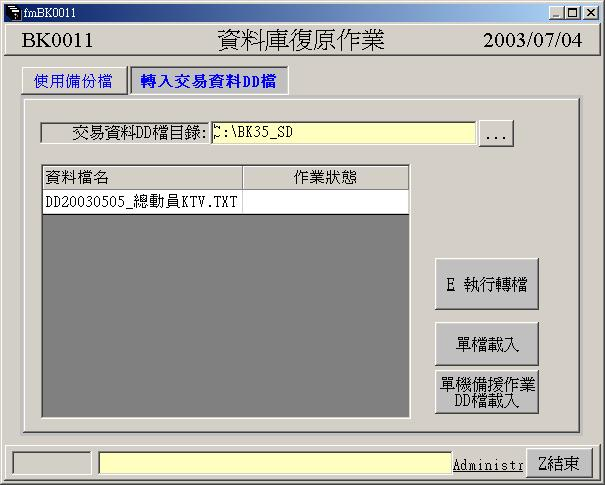 fmBK0011
BK0011 資料庫復原作業 2003/07/04
使用備份檔 轉入交易資料DD檔
交易資料DD檔目錄: C:\BK35_SD ...
資料檔名 作業狀態
DD20030505_總動員KTV.TXT
E 執行轉檔
單檔載入
單機備援作業
DD檔載入
Administr Z結束